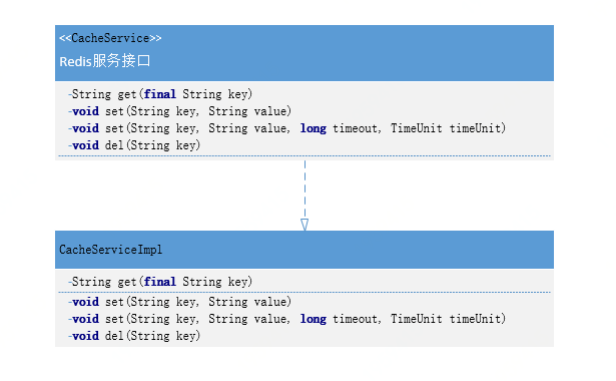 <<CacheService>>
Redis服务接口
-String get(final String key)
-void set(String key, String value)
-void set(String key, String value, long timeout, TimeUnit timeUnit)
-void del(String key)
CacheServiceImpl
-String get(final String key)
-void set(String key, String value)
-void set(String key, String value, long timeout, TimeUnit timeUnit)
-void del(String key)